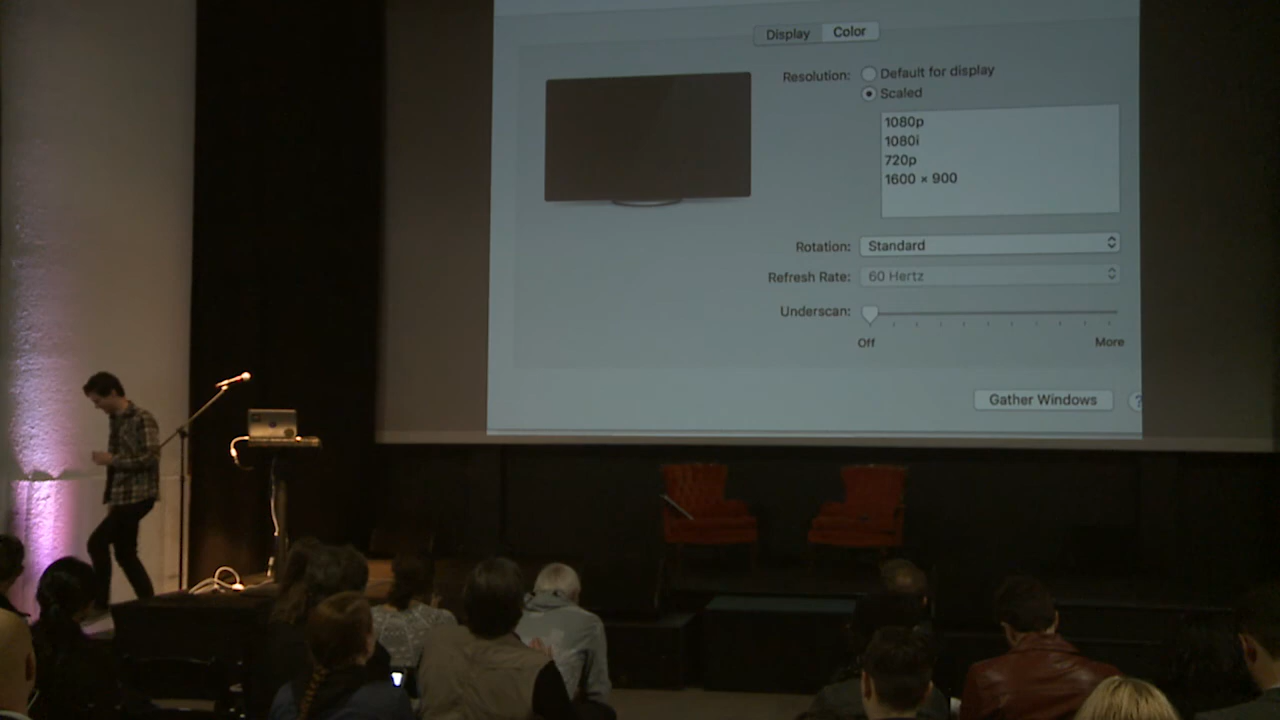 Display Color
Resolution: Default for display
Scaled
1080p
1080i
720p
1600 × 900
Rotation: Standard
Refresh Rate: 60 Hertz
Underscan:
Off More
Gather Windows ?